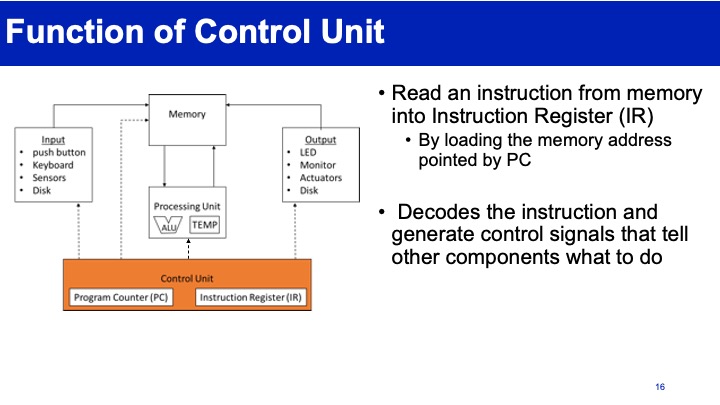 Function of Control Unit
Memory
Input
• push button
• Keyboard
• Sensors
• Disk
Output
• LED
• Monitor
• Actuators
• Disk
Processing Unit
ALU
TEMP
Control Unit
Program Counter (PC)
Instruction Register (IR)
• Read an instruction from memory
into Instruction Register (IR)
• By loading the memory address
pointed by PC
• Decodes the instruction and
generate control signals that tell
other components what to do
16